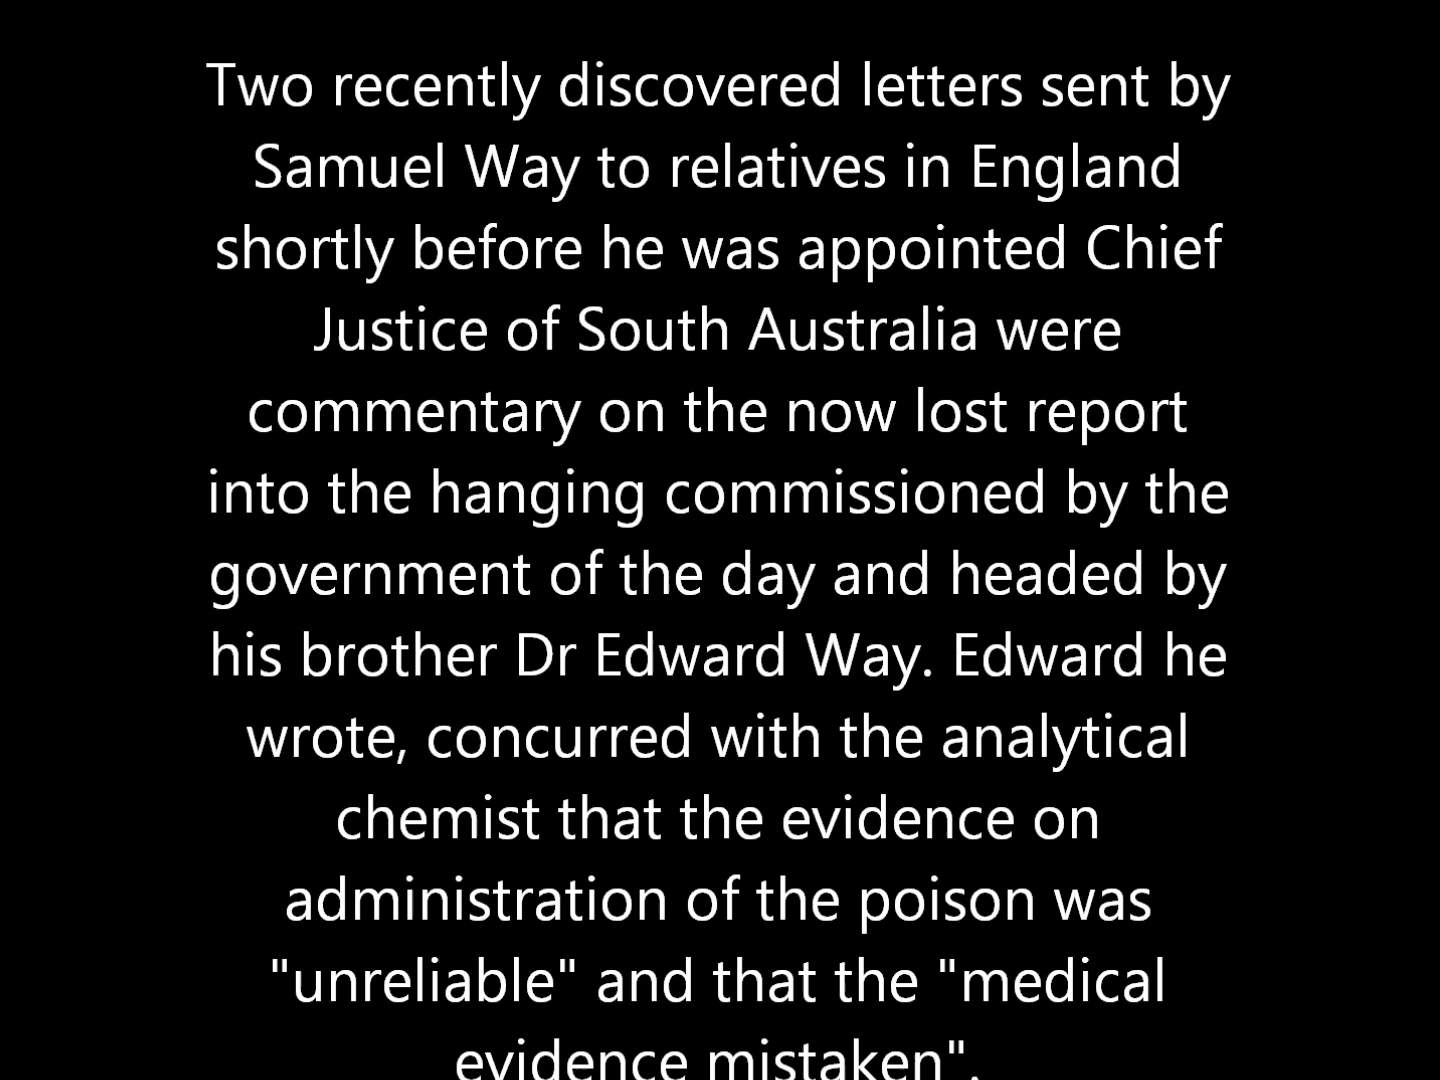 Two recently discovered letters sent by
Samuel Way to relatives in England
shortly before he was appointed Chief
Justice of South Australia were
commentary on the now lost report
into the hanging commissioned by the
government of the day and headed by
his brother Dr Edward Way. Edward he
wrote, concurred with the analytical
chemist that the evidence on
administration of the poison was
"unreliable" and that the "medical
evidence mistaken".